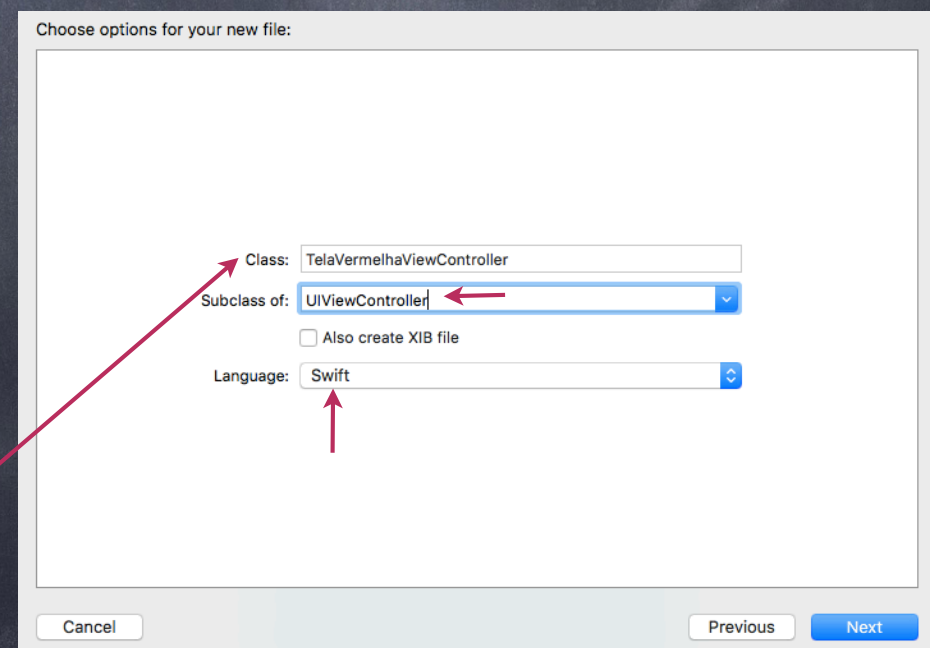 Choose options for your new file:
Class: TelaVermelhaViewController
Subclass of: UIViewController
Also create XIB file
Language: Swift
Cancel Previous Next